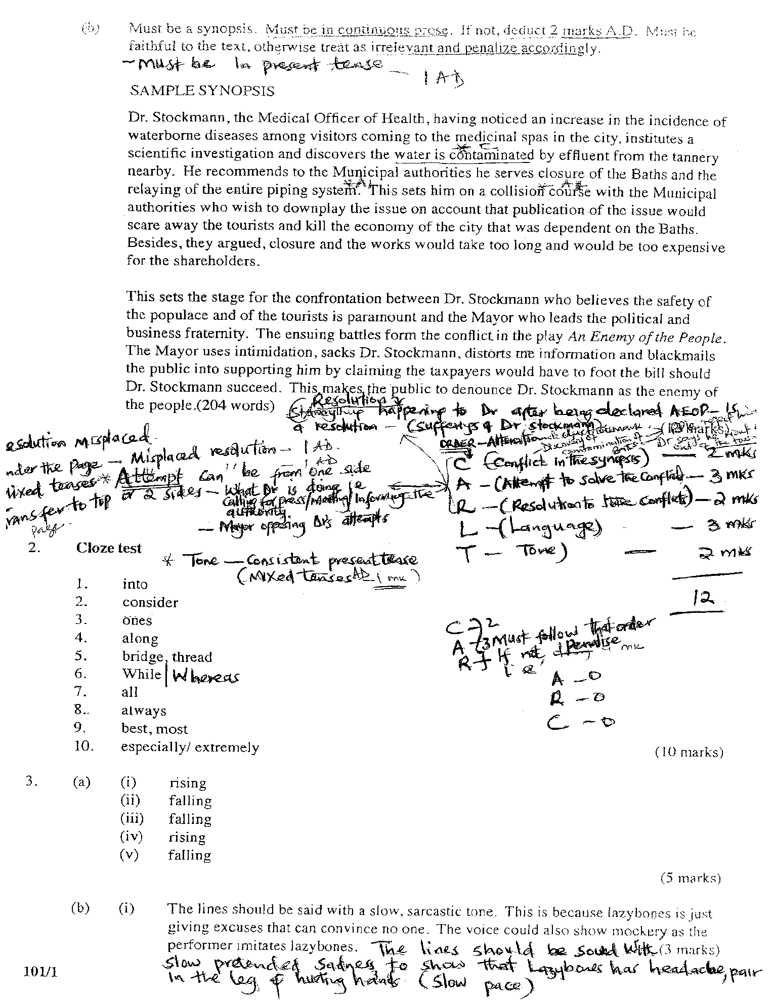 (b) Must be a synopsis. Must be in continuous prose. If not, deduct 2 marks A.D. Must be
faithful to the text, otherwise treat as irrelevant and penalize accordingly.
- Must be in present tense - 1 AD
SAMPLE SYNOPSIS
Dr. Stockmann, the Medical Officer of Health, having noticed an increase in the incidence of
waterborne diseases among visitors coming to the medicinal spas in the city, institutes a
* C
scientific investigation and discovers the water is contaminated by effluent from the tannery
nearby. He recommends to the Municipal authorities he serves closure of the Baths and the
relaying of the entire piping system. This sets him on a collision course with the Municipal
authorities who wish to downplay the issue on account that publication of the issue would
scare away the tourists and kill the economy of the city that was dependent on the Baths.
Besides, they argued, closure and the works would take too long and would be too expensive
for the shareholders.
This sets the stage for the confrontation between Dr. Stockmann who believes the safety of
the populace and of the tourists is paramount and the Mayor who leads the political and
business fraternity. The ensuing battles form the conflict in the play An Enemy of the People.
The Mayor uses intimidation, sacks Dr. Stockmann, distorts the information and blackmails
the public into supporting him by claiming the taxpayers would have to foot the bill should
Dr. Stockmann succeed. This makes the public to denounce Dr. Stockmann as the enemy of
the people.(204 words)
Resolution
Anything happening to Dr after being declared AEOP - is
a resolution - (Sufferings of Dr Stockmann) (12 marks)
ORDER - Alteration
Discovery of contamination of Baths
Dr says he
esolution Misplaced - Misplaced resolution - 1 AD.
nder the page
ixed tenses
ransfer to top page
* Attempt can be from one side
or 2 sides - What Dr is doing ie
calling for press/meeting/informing the
authority.
- Mayor opposing Dr's attempts
C (Conflict in the synopsis) - 2 mks
A - (Attempt to solve the conflict) - 3 mks
R - (Resolution to conflicts) - 2 mks
L - (Language) - 3 mks
T - Tone) - 2 mks
12
2. Cloze test
* Tone - Consistent present tense
(Mixed tenses AD 1 mk)
1. into
2. consider
3. ones
4. along
5. bridge, thread
6. While | Whereas
7. all
8.. always
9. best, most
10. especially/ extremely
(10 marks)
C 2
A 3 Must follow that order
R If not, Penalise mk
i e
A - 0
R - 0
C - 0
3. (a) (i) rising
(ii) falling
(iii) falling
(iv) rising
(v) falling
(5 marks)
(b) (i) The lines should be said with a slow, sarcastic tone. This is because lazybones is just
giving excuses that can convince no one. The voice could also show mockery as the
performer imitates lazybones. The lines should be said with (3 marks)
slow pretended sadness to show that Lazybones has headache, pair
101/1
in the leg of hurting hands (slow pace)